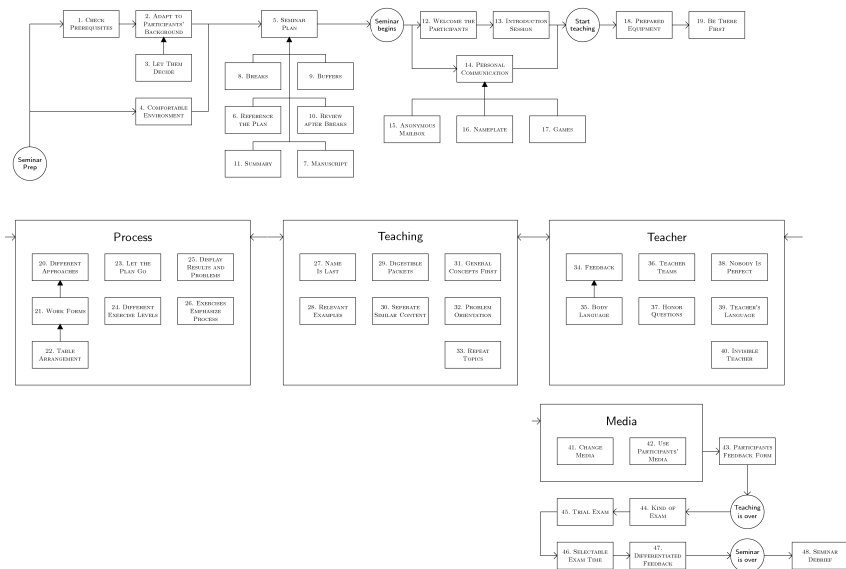 1. Check
Prerequisites
2. Adapt to
Participants'
Background
3. Let Them
Decide
4. Comfortable
Environment
Seminar
Prep
5. Seminar
Plan
8. Breaks
9. Buffers
6. Reference
the Plan
10. Review
after Breaks
11. Summary
7. Manuscript
Seminar
begins
12. Welcome the
Participants
13. Introduction
Session
14. Personal
Communication
15. Anonymous
Mailbox
16. Nameplate
17. Games
Start
teaching
18. Prepared
Equipment
19. Be There
First
Process
20. Different
Approaches
23. Let the
Plan Go
25. Display
Results and
Problems
21. Work Forms
24. Different
Exercise Levels
26. Exercises
Emphasize
Process
22. Table
Arrangement
Teaching
27. Name
Is Last
29. Digestible
Packets
31. General
Concepts First
28. Relevant
Examples
30. Seperate
Similar Content
32. Problem
Orientation
33. Repeat
Topics
Teacher
34. Feedback
36. Teacher
Teams
38. Nobody Is
Perfect
35. Body
Language
37. Honor
Questions
39. Teacher's
Language
40. Invisible
Teacher
Media
41. Change
Media
42. Use
Participants'
Media
43. Participants
Feedback Form
Teaching
is over
44. Kind of
Exam
45. Trial Exam
46. Selectable
Exam Time
47.
Differentiated
Feedback
Seminar
is over
48. Seminar
Debrief